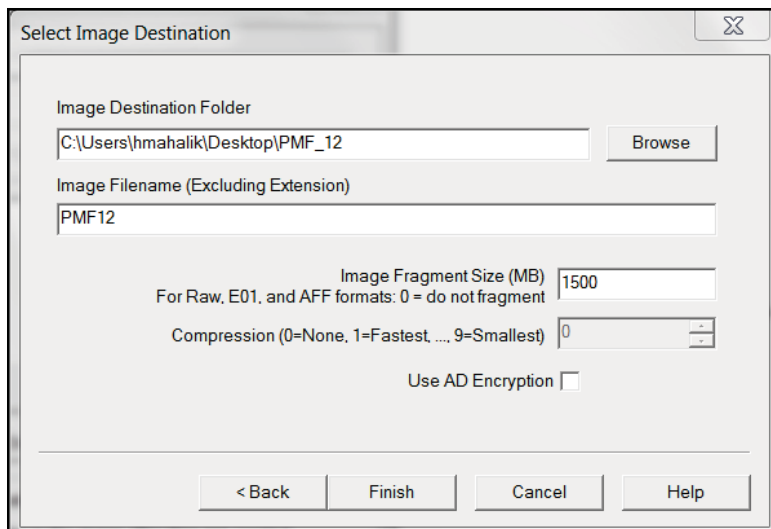 Select Image Destination
Image Destination Folder
C:\Users\hmahalik\Desktop\PMF_12
Browse
Image Filename (Excluding Extension)
PMF12
Image Fragment Size (MB)
For Raw, E01, and AFF formats: 0 = do not fragment
1500
Compression (0=None, 1=Fastest, ..., 9=Smallest)
0
Use AD Encryption
< Back
Finish
Cancel
Help